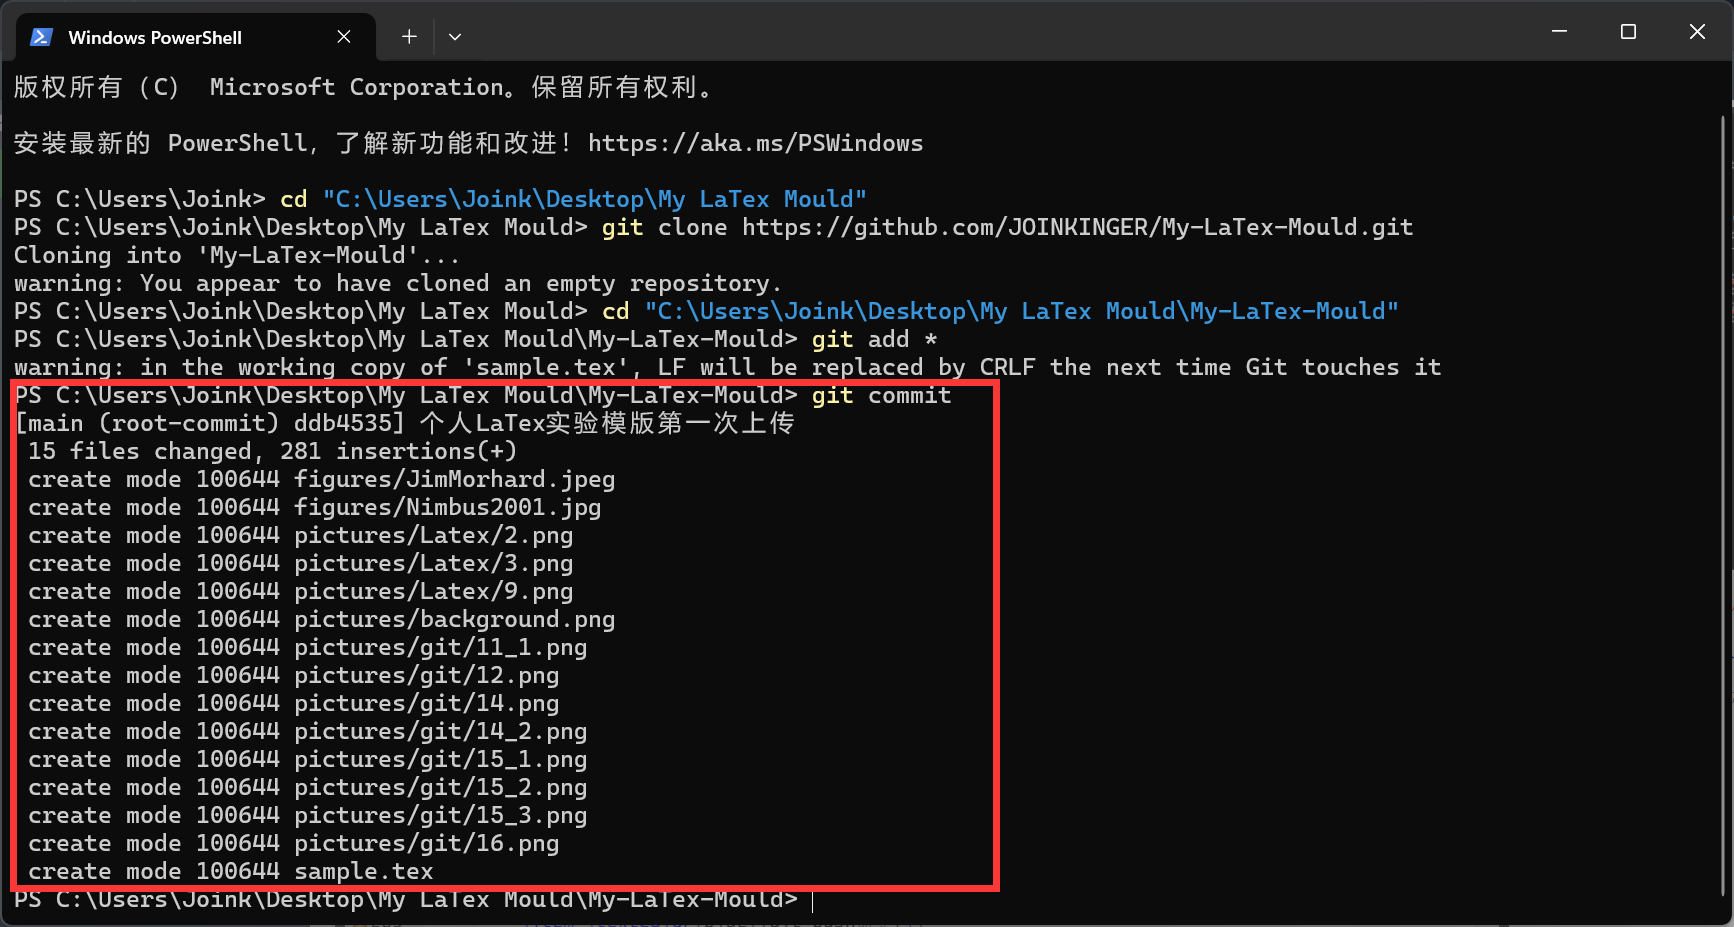 Windows PowerShell
版权所有（C） Microsoft Corporation。保留所有权利。
安装最新的 PowerShell，了解新功能和改进！https://aka.ms/PSWindows
PS C:\Users\Joink> cd "C:\Users\Joink\Desktop\My LaTex Mould"
PS C:\Users\Joink\Desktop\My LaTex Mould> git clone https://github.com/JOINKINGER/My-LaTex-Mould.git
Cloning into 'My-LaTex-Mould'...
warning: You appear to have cloned an empty repository.
PS C:\Users\Joink\Desktop\My LaTex Mould> cd "C:\Users\Joink\Desktop\My LaTex Mould\My-LaTex-Mould"
PS C:\Users\Joink\Desktop\My LaTex Mould\My-LaTex-Mould> git add *
warning: in the working copy of 'sample.tex', LF will be replaced by CRLF the next time Git touches it
PS C:\Users\Joink\Desktop\My LaTex Mould\My-LaTex-Mould> git commit
[main (root-commit) ddb4535] 个人LaTex实验模版第一次上传
 15 files changed, 281 insertions(+)
 create mode 100644 figures/JimMorhard.jpeg
 create mode 100644 figures/Nimbus2001.jpg
 create mode 100644 pictures/Latex/2.png
 create mode 100644 pictures/Latex/3.png
 create mode 100644 pictures/Latex/9.png
 create mode 100644 pictures/background.png
 create mode 100644 pictures/git/11_1.png
 create mode 100644 pictures/git/12.png
 create mode 100644 pictures/git/14.png
 create mode 100644 pictures/git/14_2.png
 create mode 100644 pictures/git/15_1.png
 create mode 100644 pictures/git/15_2.png
 create mode 100644 pictures/git/15_3.png
 create mode 100644 pictures/git/16.png
 create mode 100644 sample.tex
PS C:\Users\Joink\Desktop\My LaTex Mould\My-LaTex-Mould>